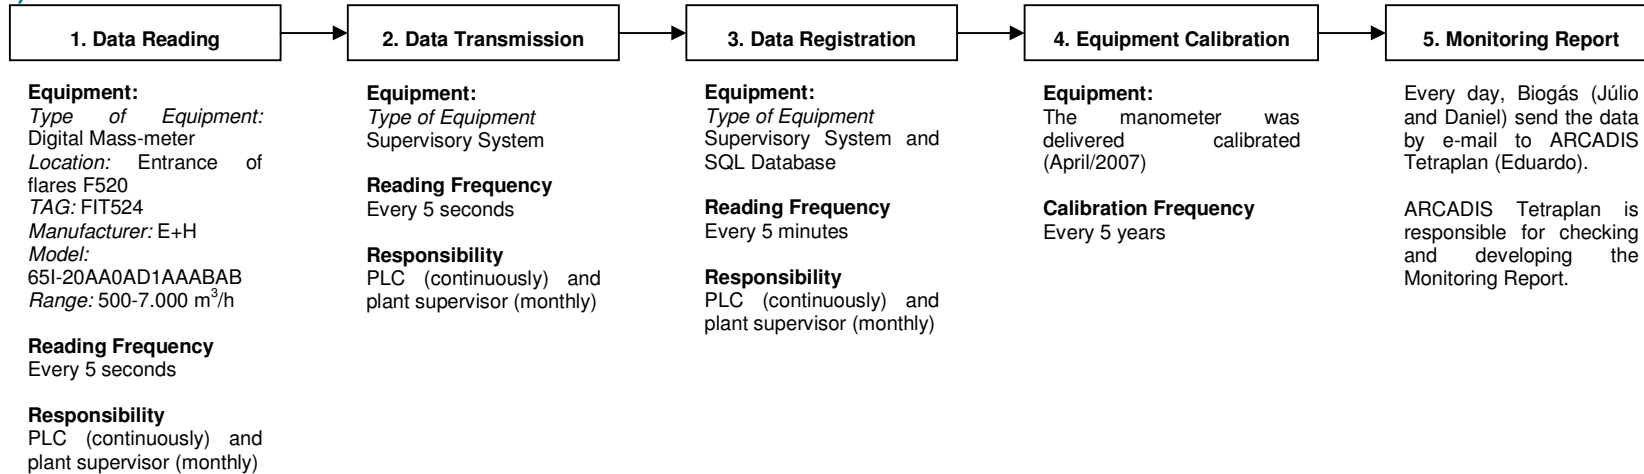 1. Data Reading
2. Data Transmission
3. Data Registration
4. Equipment Calibration
5. Monitoring Report
Equipment:
Type of Equipment:
Digital Mass-meter
Location: Entrance of
flares F520
TAG: FIT524
Manufacturer: E+H
Model:
65I-20AA0AD1AAABAB
Range: 500-7.000 m³/h
Reading Frequency
Every 5 seconds
Responsibility
PLC (continuously) and
plant supervisor (monthly)
Equipment:
Type of Equipment
Supervisory System
Reading Frequency
Every 5 seconds
Responsibility
PLC (continuously) and
plant supervisor (monthly)
Equipment:
Type of Equipment
Supervisory System and
SQL Database
Reading Frequency
Every 5 minutes
Responsibility
PLC (continuously) and
plant supervisor (monthly)
Equipment:
The manometer was
delivered calibrated
(April/2007)
Calibration Frequency
Every 5 years
Every day, Biogás (Júlio
and Daniel) send the data
by e-mail to ARCADIS
Tetraplan (Eduardo).
ARCADIS Tetraplan is
responsible for checking
and developing the
Monitoring Report.